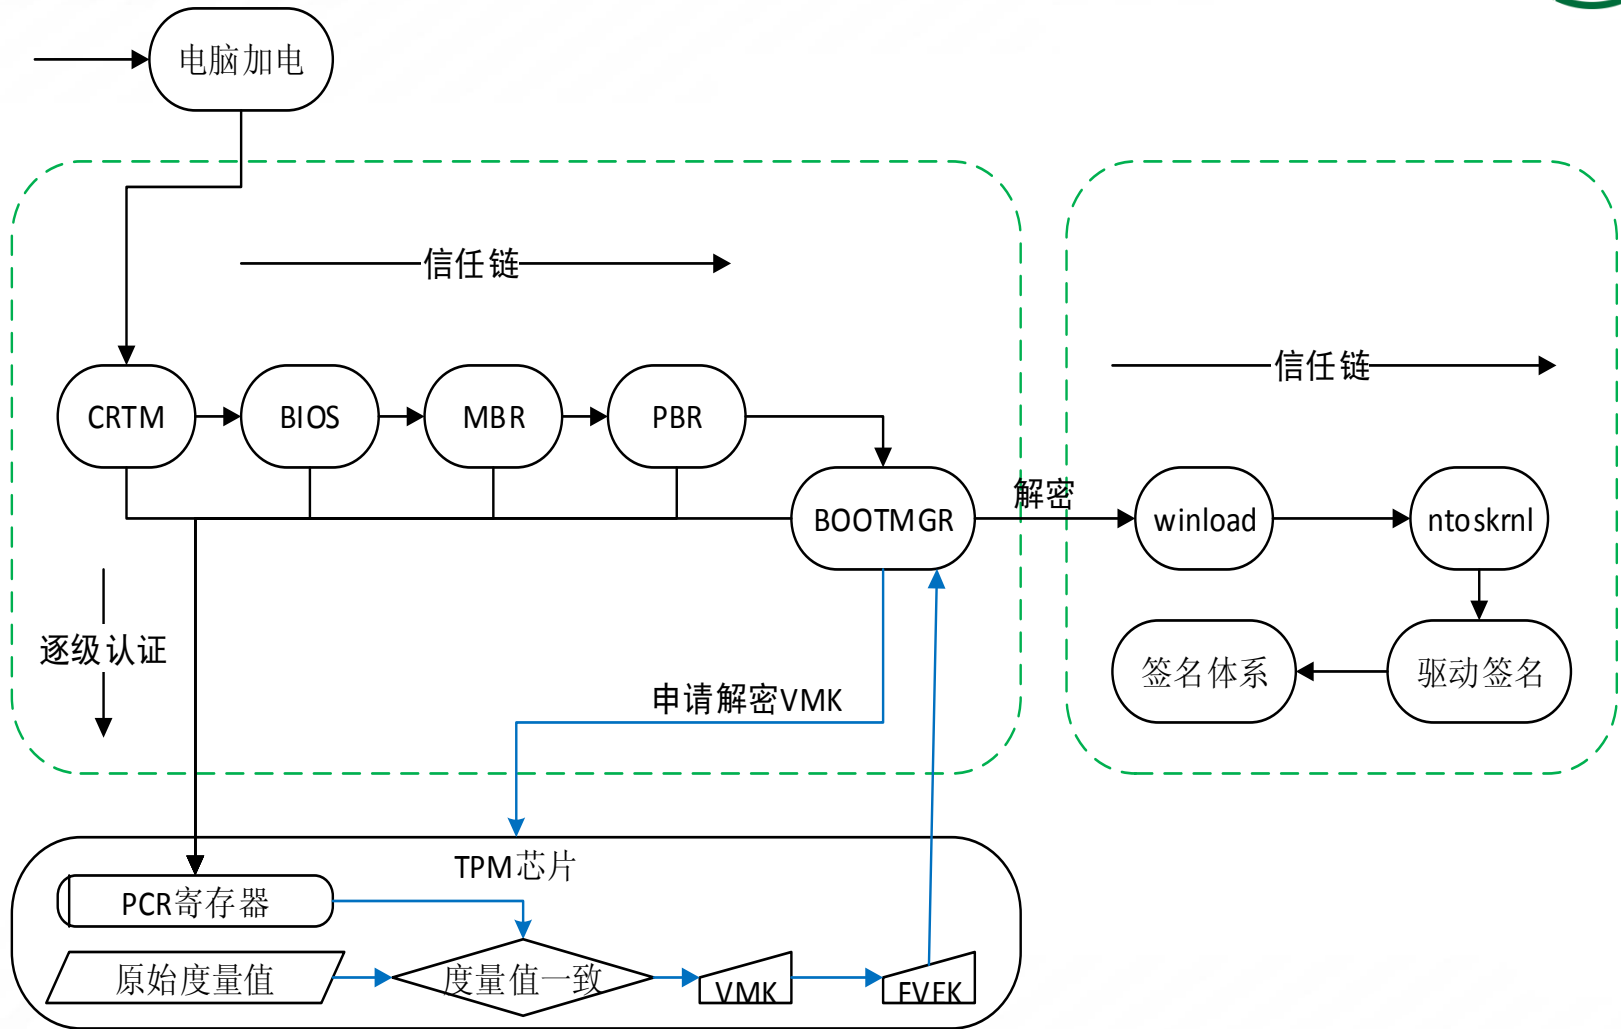 电脑加电
信任链
信任链
CRTM
BIOS
MBR
PBR
解密
BOOTMGR
winload
ntoskrnl
逐级认证
申请解密VMK
签名体系
驱动签名
TPM芯片
PCR寄存器
原始度量值
度量值一致
VMK
FVEK